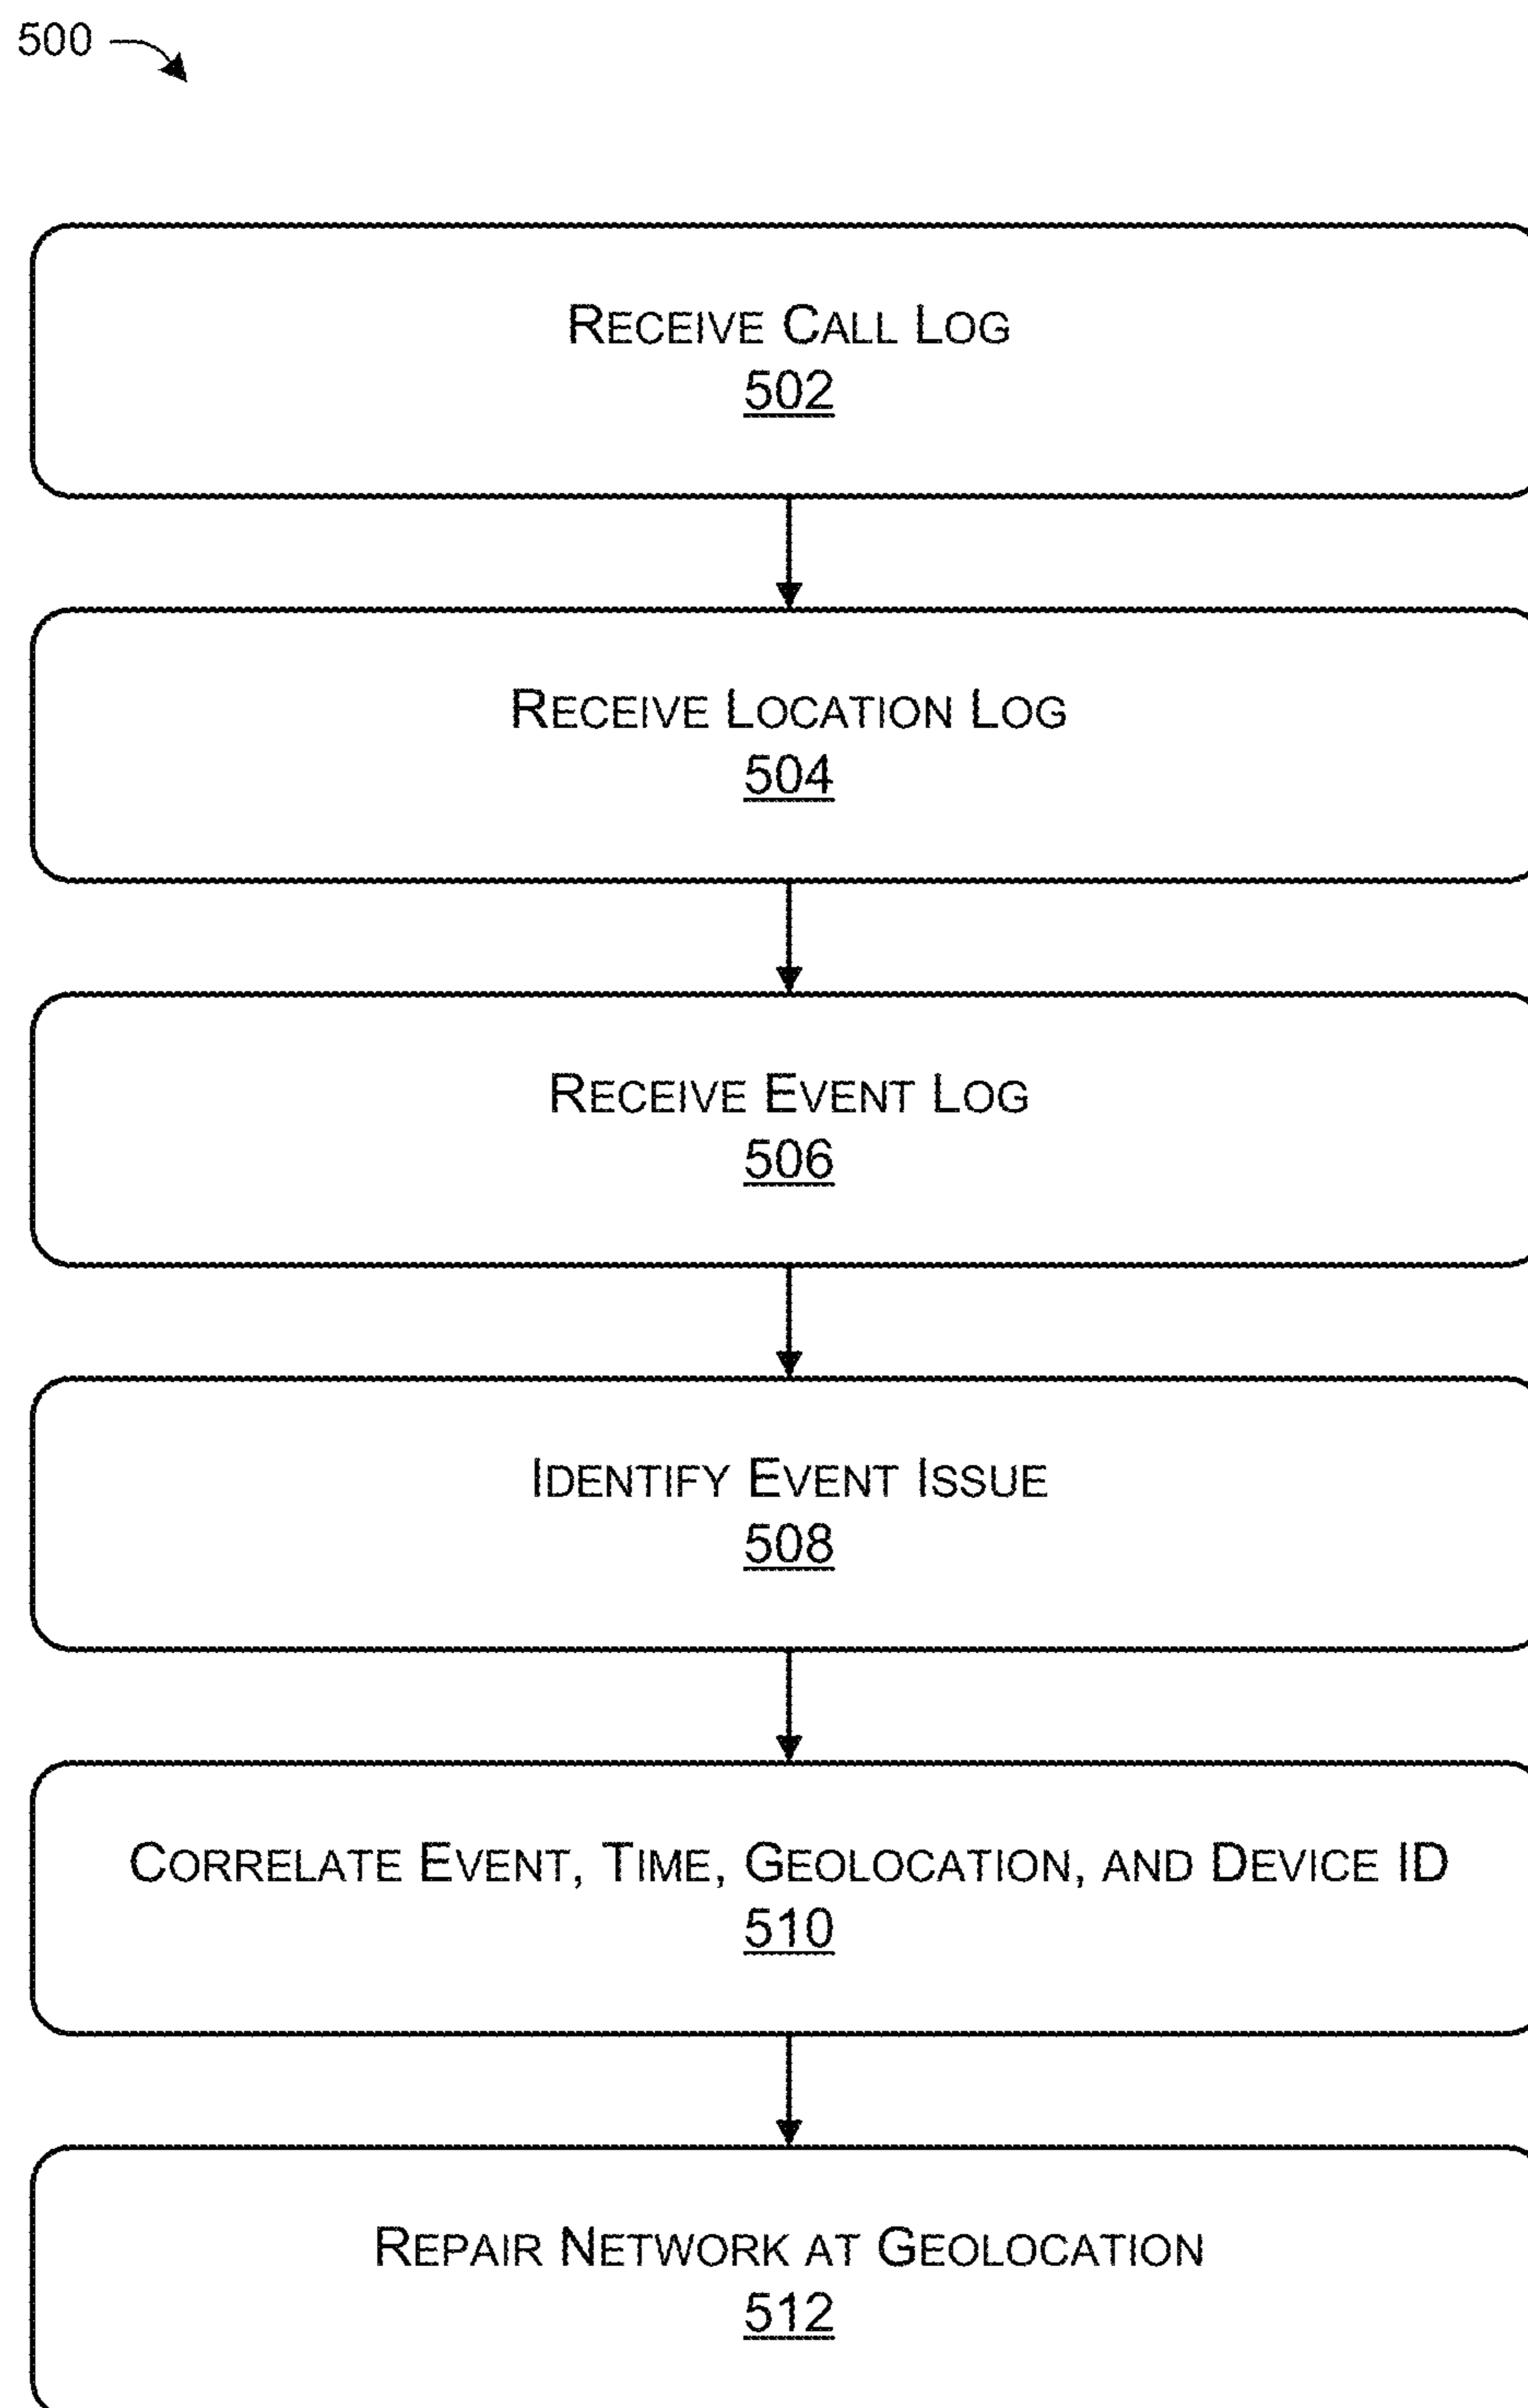 500
RECEIVE CALL LOG
502
RECEIVE LOCATION LOG
504
RECEIVE EVENT LOG
506
IDENTIFY EVENT ISSUE
508
CORRELATE EVENT, TIME, GEOLOCATION, AND DEVICE ID
510
REPAIR NETWORK AT GEOLOCATION
512